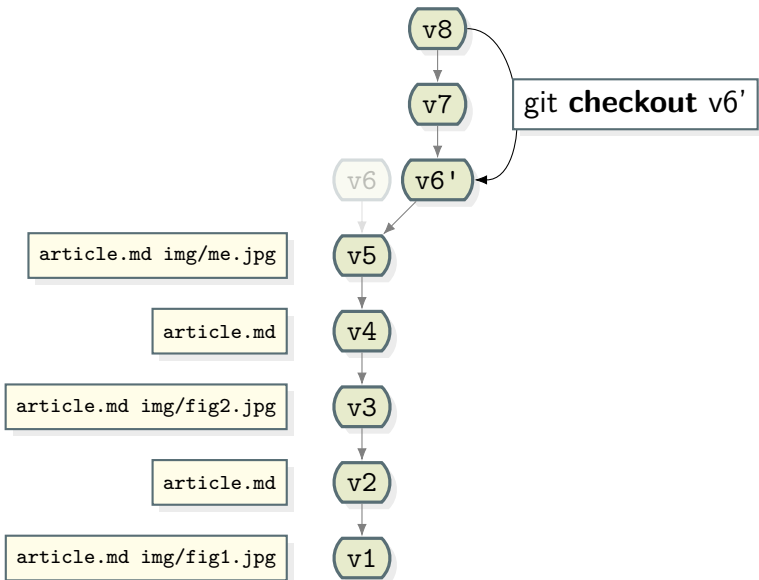 v8
v7
git checkout v6’
v6
v6'
article.md img/me.jpg
v5
article.md
v4
article.md img/fig2.jpg
v3
article.md
v2
article.md img/fig1.jpg
v1